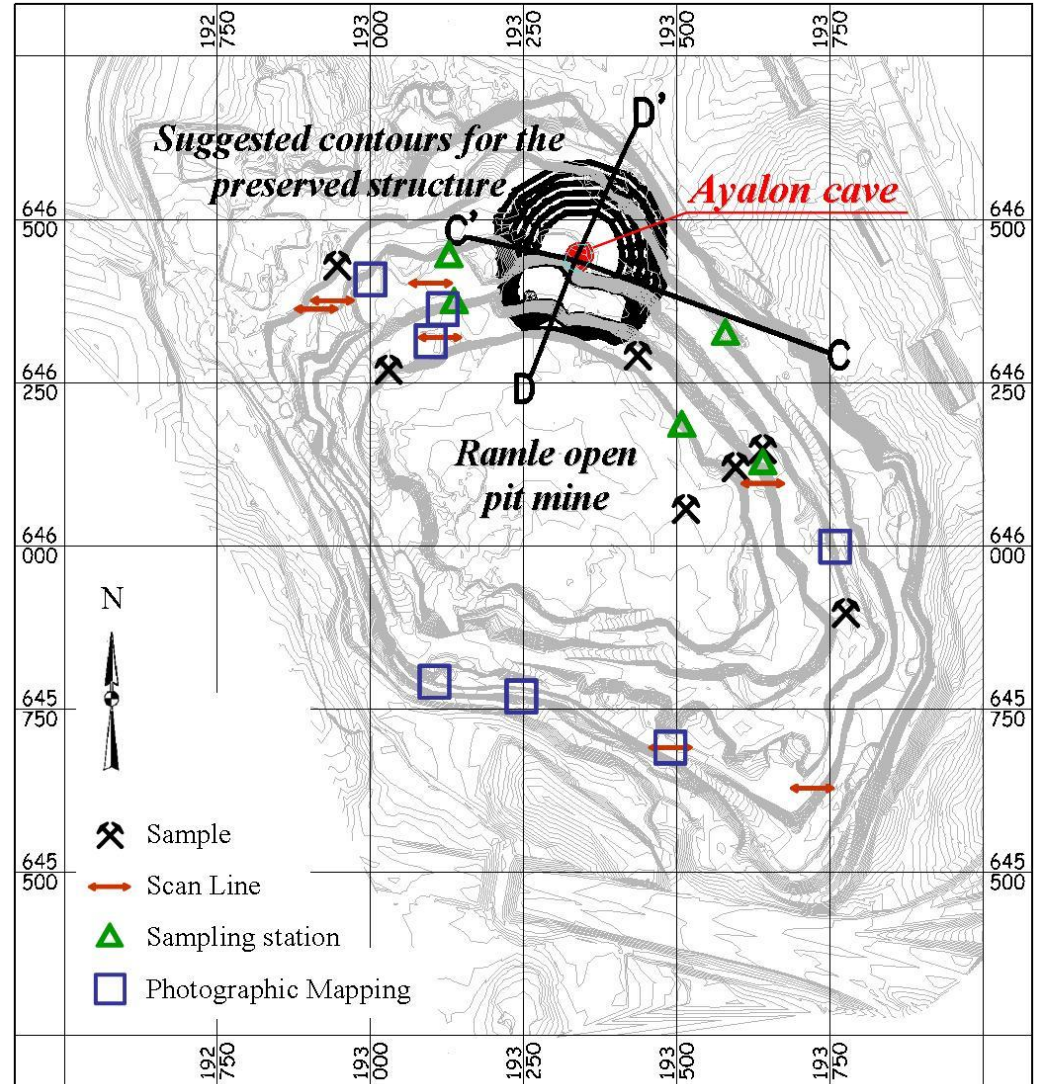 192
750
193
000
193
250
193
500
193
750
D'
Suggested contours for the
preserved structure
Ayalon cave
646
500
C'
646
500
C
646
250
D
646
250
Ramle open
pit mine
646
000
646
000
N
645
750
645
750
Sample
645
500
Scan Line
645
500
Sampling station
Photographic Mapping
192
750
193
000
193
250
193
500
193
750